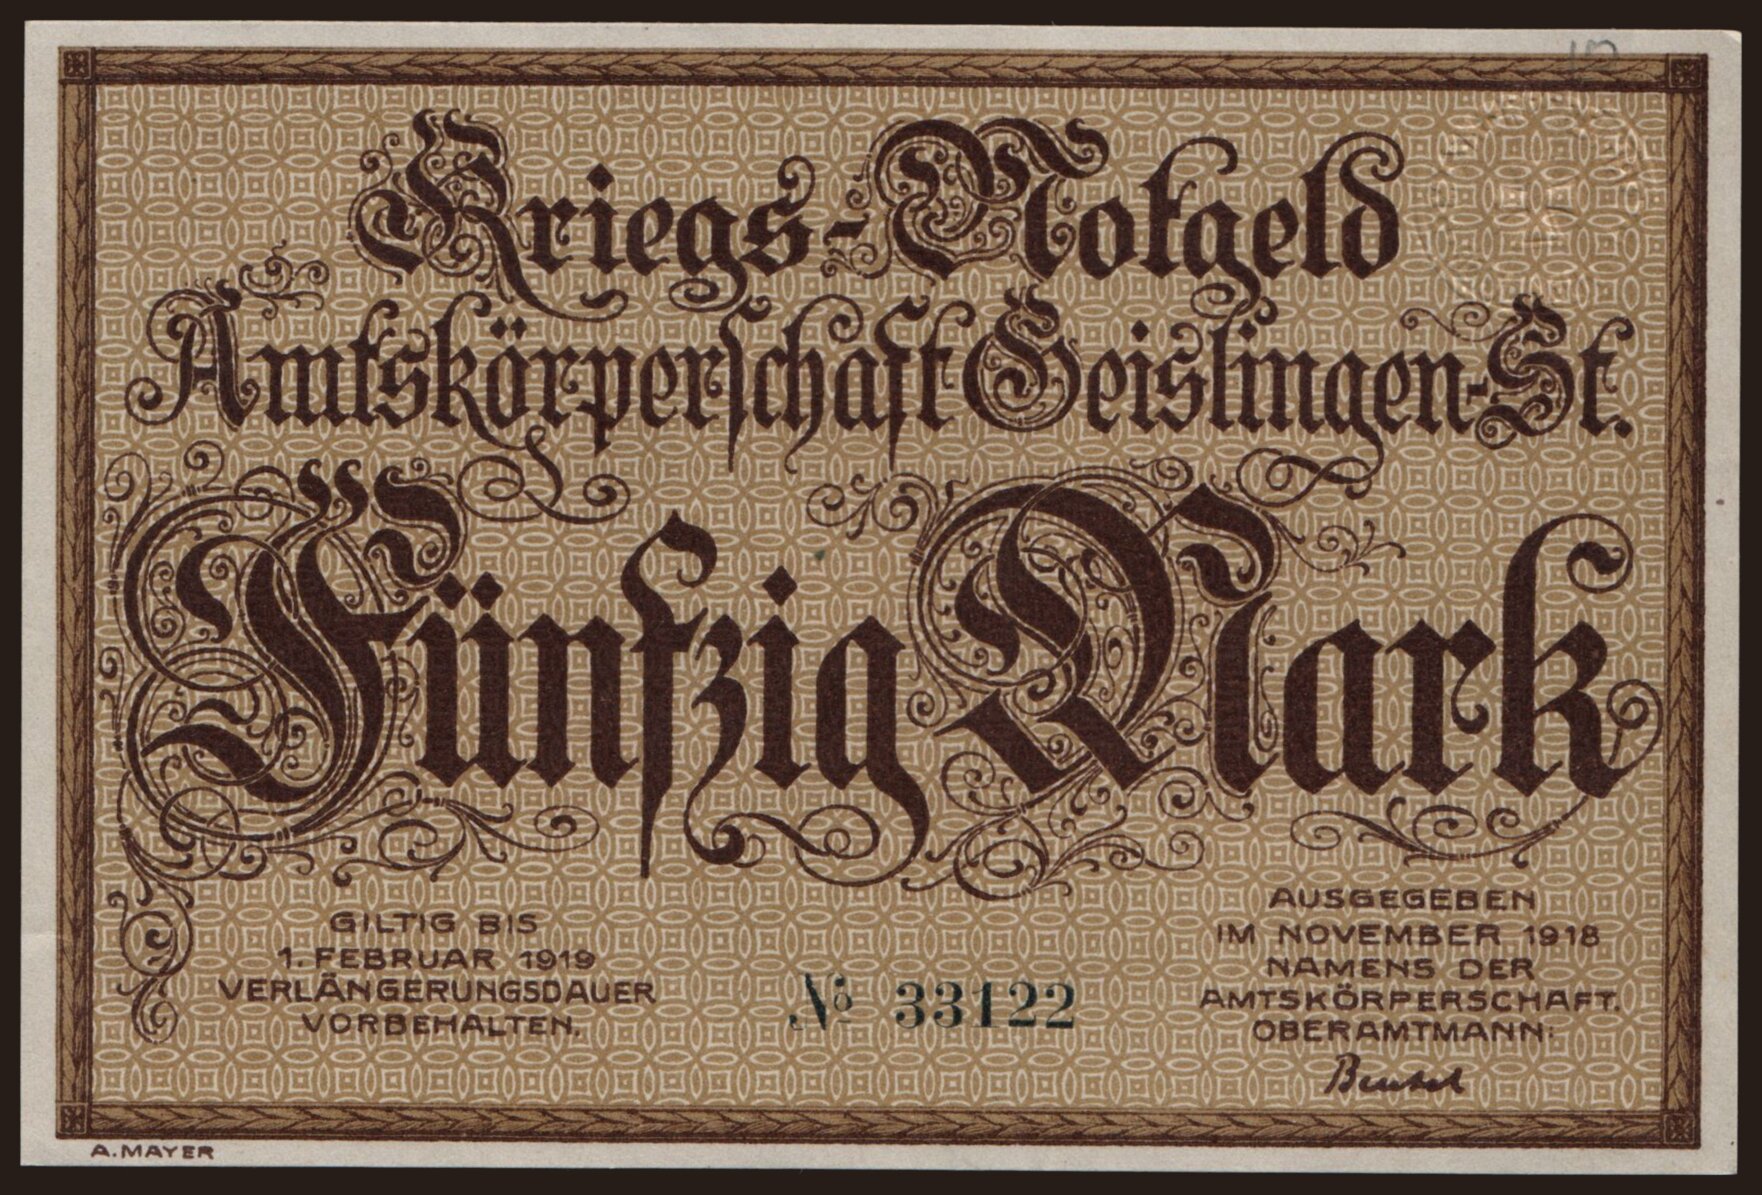 Kriegs-Notgeld
Amtskörperschaft Geislingen-St.
Fünfzig Mark
GILTIG BIS
1. FEBRUAR 1919
VERLÄNGERUNGSDAUER
VORBEHALTEN.
№ 33122
AUSGEGEBEN
IM NOVEMBER 1918
NAMENS DER
AMTSKÖRPERSCHAFT.
OBERAMTMANN:
A. MAYER